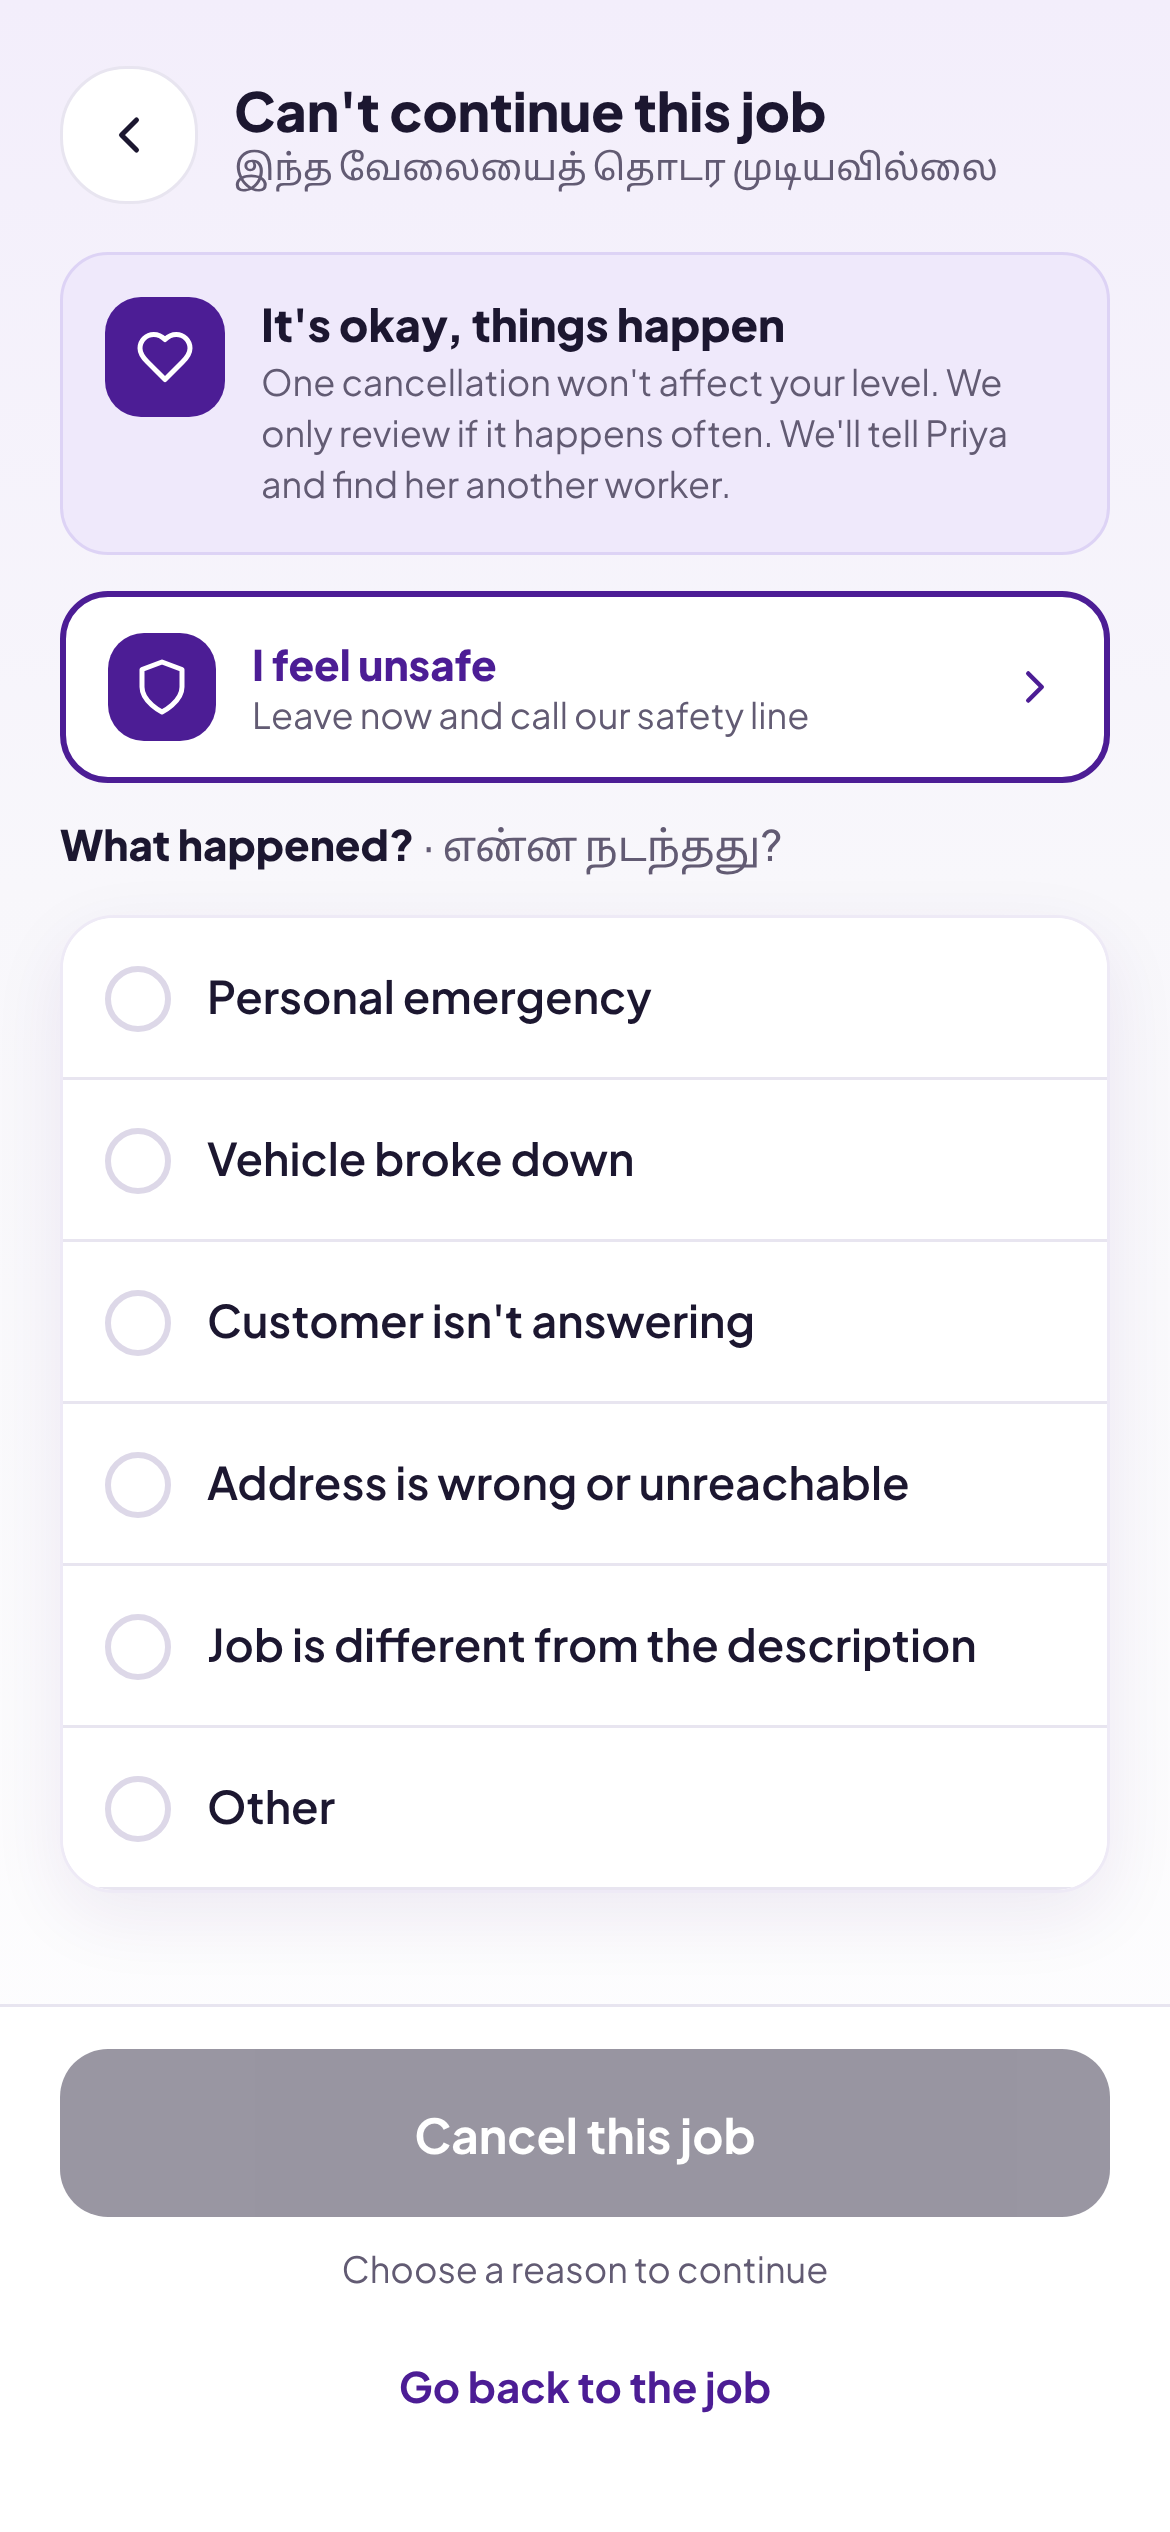 Can't continue this job
இந்த வேலையைத் தொடர முடியவில்லை
It's okay, things happen
One cancellation won't affect your level. We
only review if it happens often. We'll tell Priya
and find her another worker.
I feel unsafe
Leave now and call our safety line
What happened? · என்ன நடந்தது?
Personal emergency
Vehicle broke down
Customer isn't answering
Address is wrong or unreachable
Job is different from the description
Other
Cancel this job
Choose a reason to continue
Go back to the job